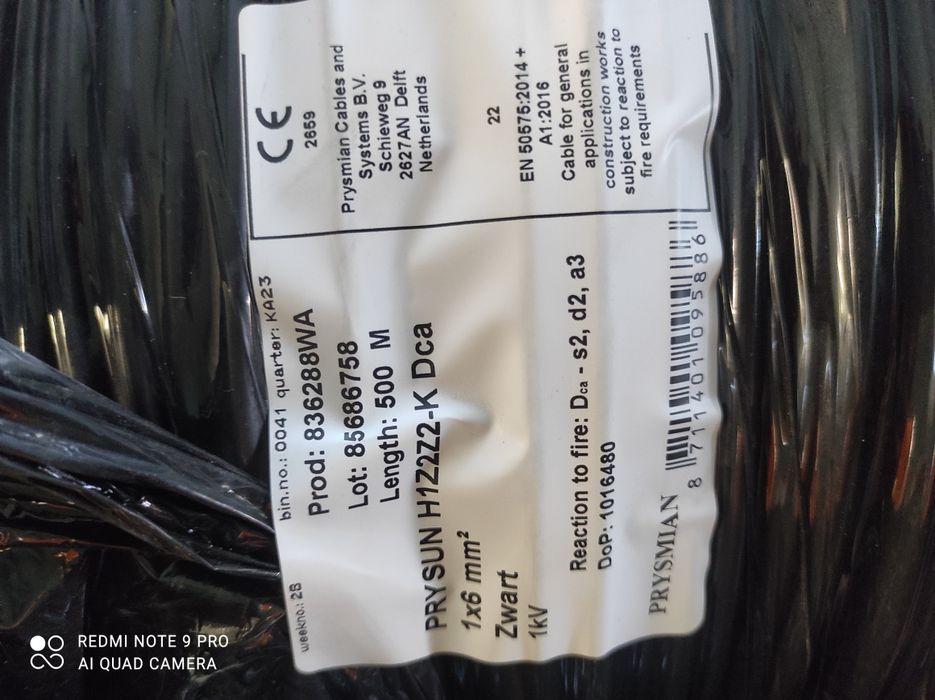 weekno.: 28 bin.no.: 0041 quarter: KA23
Prod: 836288WA
Lot: 85686758
Length: 500 M
PRYSUN H1Z2Z2-K Dca
1x6 mm²
Zwart
1kV
Reaction to fire: Dca - s2, d2, a3
DoP: 1016480
PRYSMIAN
8 711401 095886
CE
2659
Prysmian Cables and
Systems B.V.
Schieweg 9
2627AN Delft
Netherlands
22
EN 50575:2014 +
A1:2016
Cable for general
applications in
construction works
subject to reaction to
fire requirements
REDMI NOTE 9 PRO
AI QUAD CAMERA